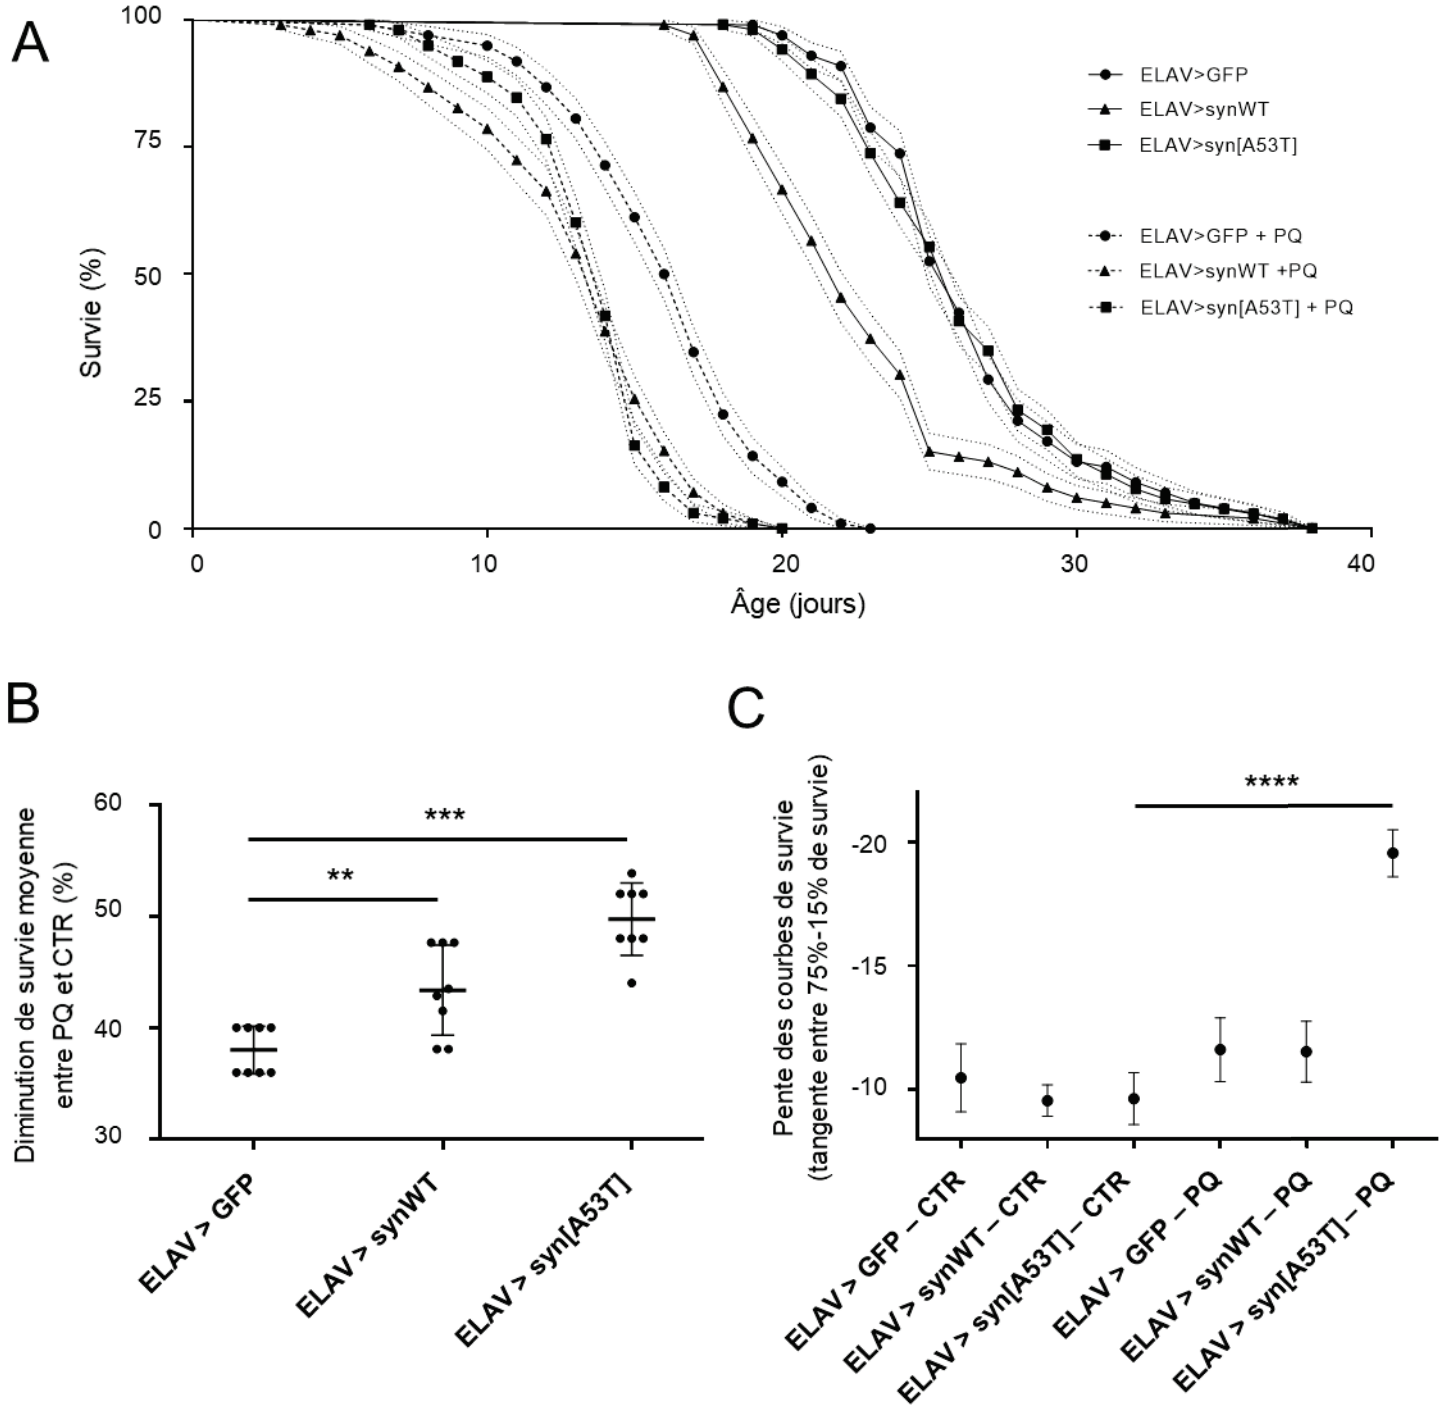 A
100
75
50
25
0
Survie (%)
0 10 20 30 40
Âge (jours)
ELAV>GFP
ELAV>synWT
ELAV>syn[A53T]
ELAV>GFP + PQ
ELAV>synWT +PQ
ELAV>syn[A53T] + PQ
B
Diminution de survie moyenne
entre PQ et CTR (%)
60
50
40
30
***
**
ELAV > GFP
ELAV > synWT
ELAV > syn[A53T]
C
Pente des courbes de survie
(tangente entre 75%-15% de survie)
-20
-15
-10
****
ELAV > GFP – CTR
ELAV > synWT – CTR
ELAV > syn[A53T] – CTR
ELAV > GFP – PQ
ELAV > synWT – PQ
ELAV > syn[A53T] – PQ